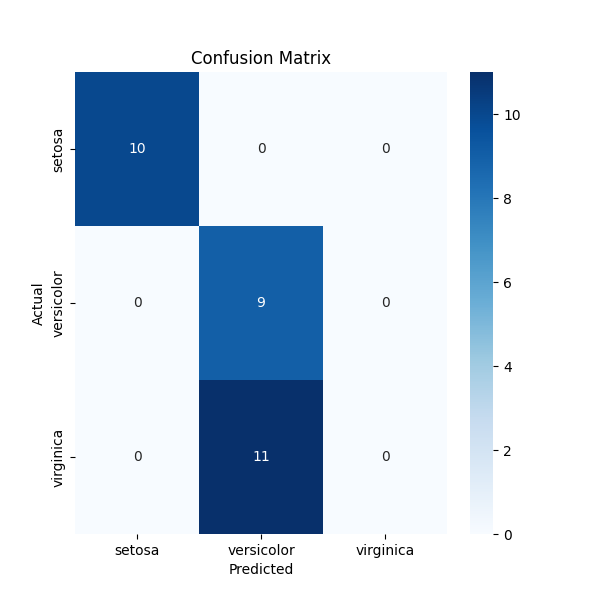 Confusion Matrix
setosa
10 0 0
10
8
Actual
versicolor
0 9 0
6
4
virginica
0 11 0
2
0
setosa versicolor virginica
Predicted